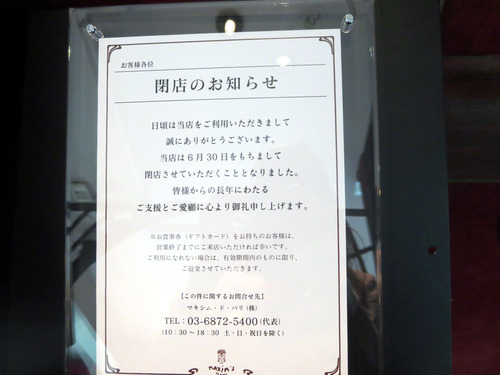 お客様各位
閉店のお知らせ
日頃は当店をご利用いただきまして
誠にありがとうございます。
当店は6月30日をもちまして
閉店させていただくこととなりました。
皆様からの長年にわたる
ご支援とご愛顧に心より御礼申し上げます。
※お食事券（ギフトカード）をお持ちのお客様は、
営業終了までにご来店いただければ幸いです。
ご利用になれない場合は、有効期間内のものに限り、
ご返金させていただきます。
【この件に関するお問合せ先】
マキシム・ド・パリ(株)
TEL：03-6872-5400(代表)
(10：30〜18：30 土・日・祝日を除く)
maxim's